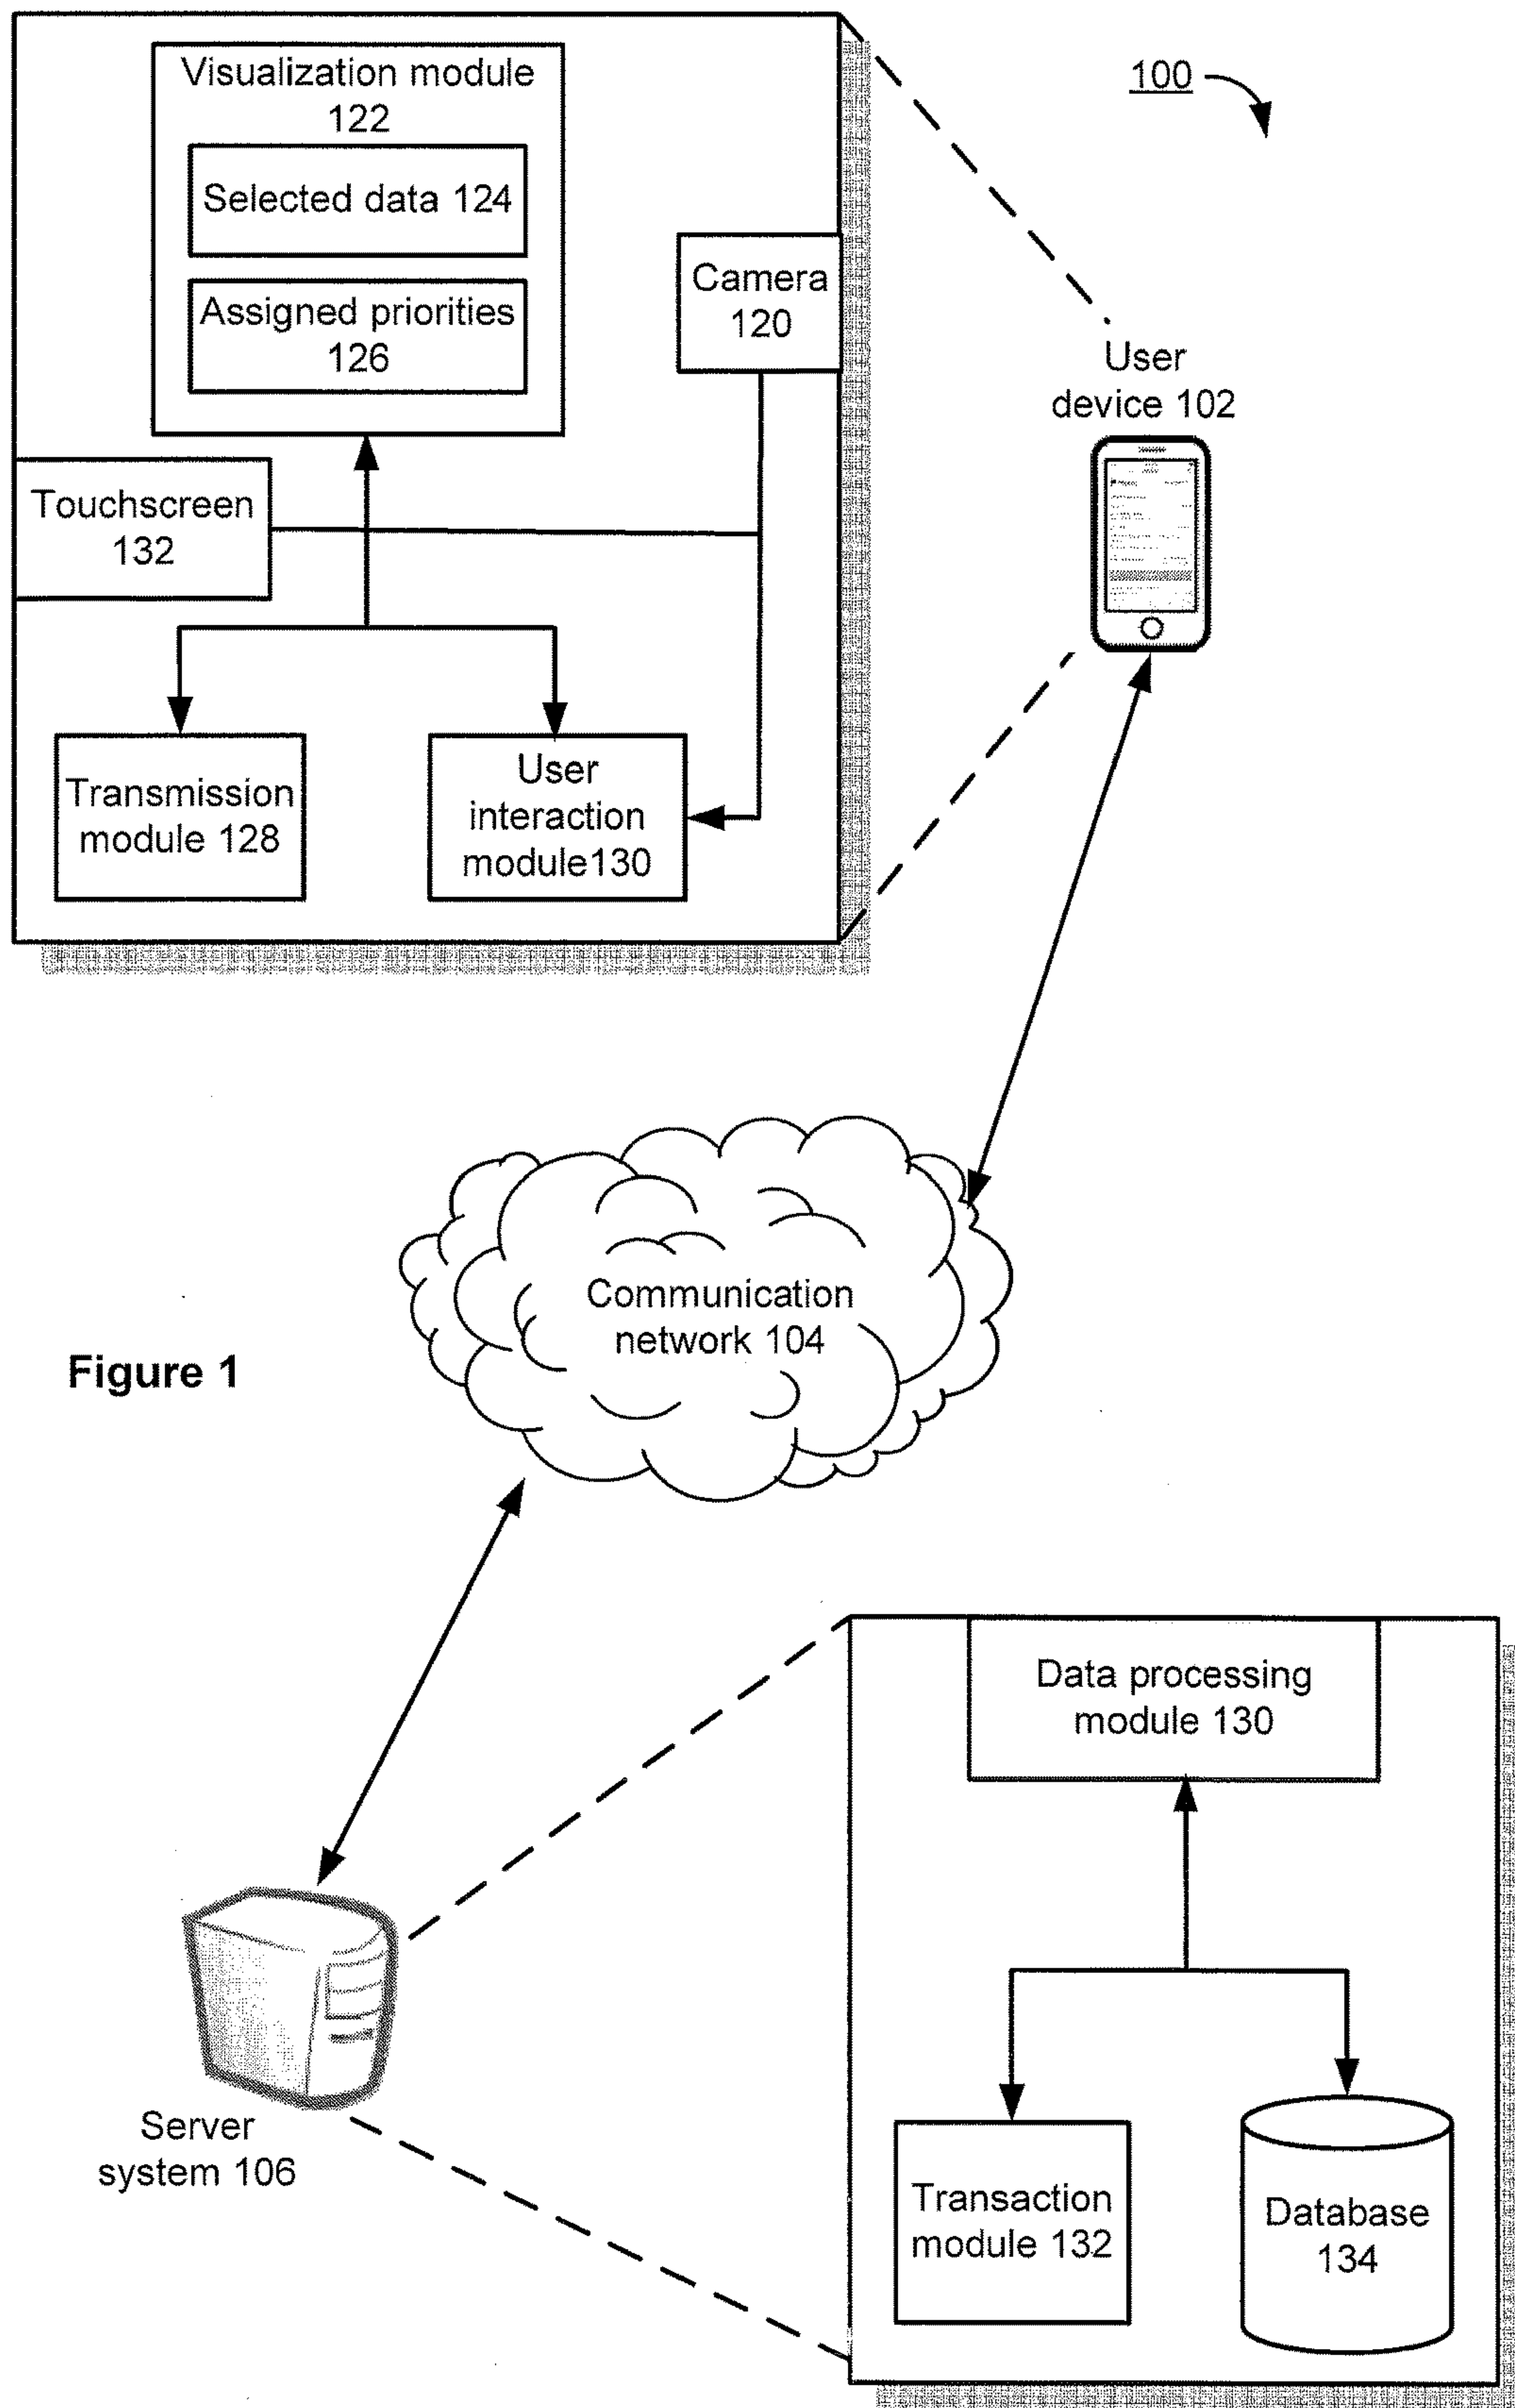 Visualization module
122
Selected data 124
Assigned priorities
126
Camera
120
100
User
device 102
Touchscreen
132
Transmission
module 128
User
interaction
module130
Communication
network 104
Figure 1
Data processing
module 130
Server
system 106
Transaction
module 132
Database
134